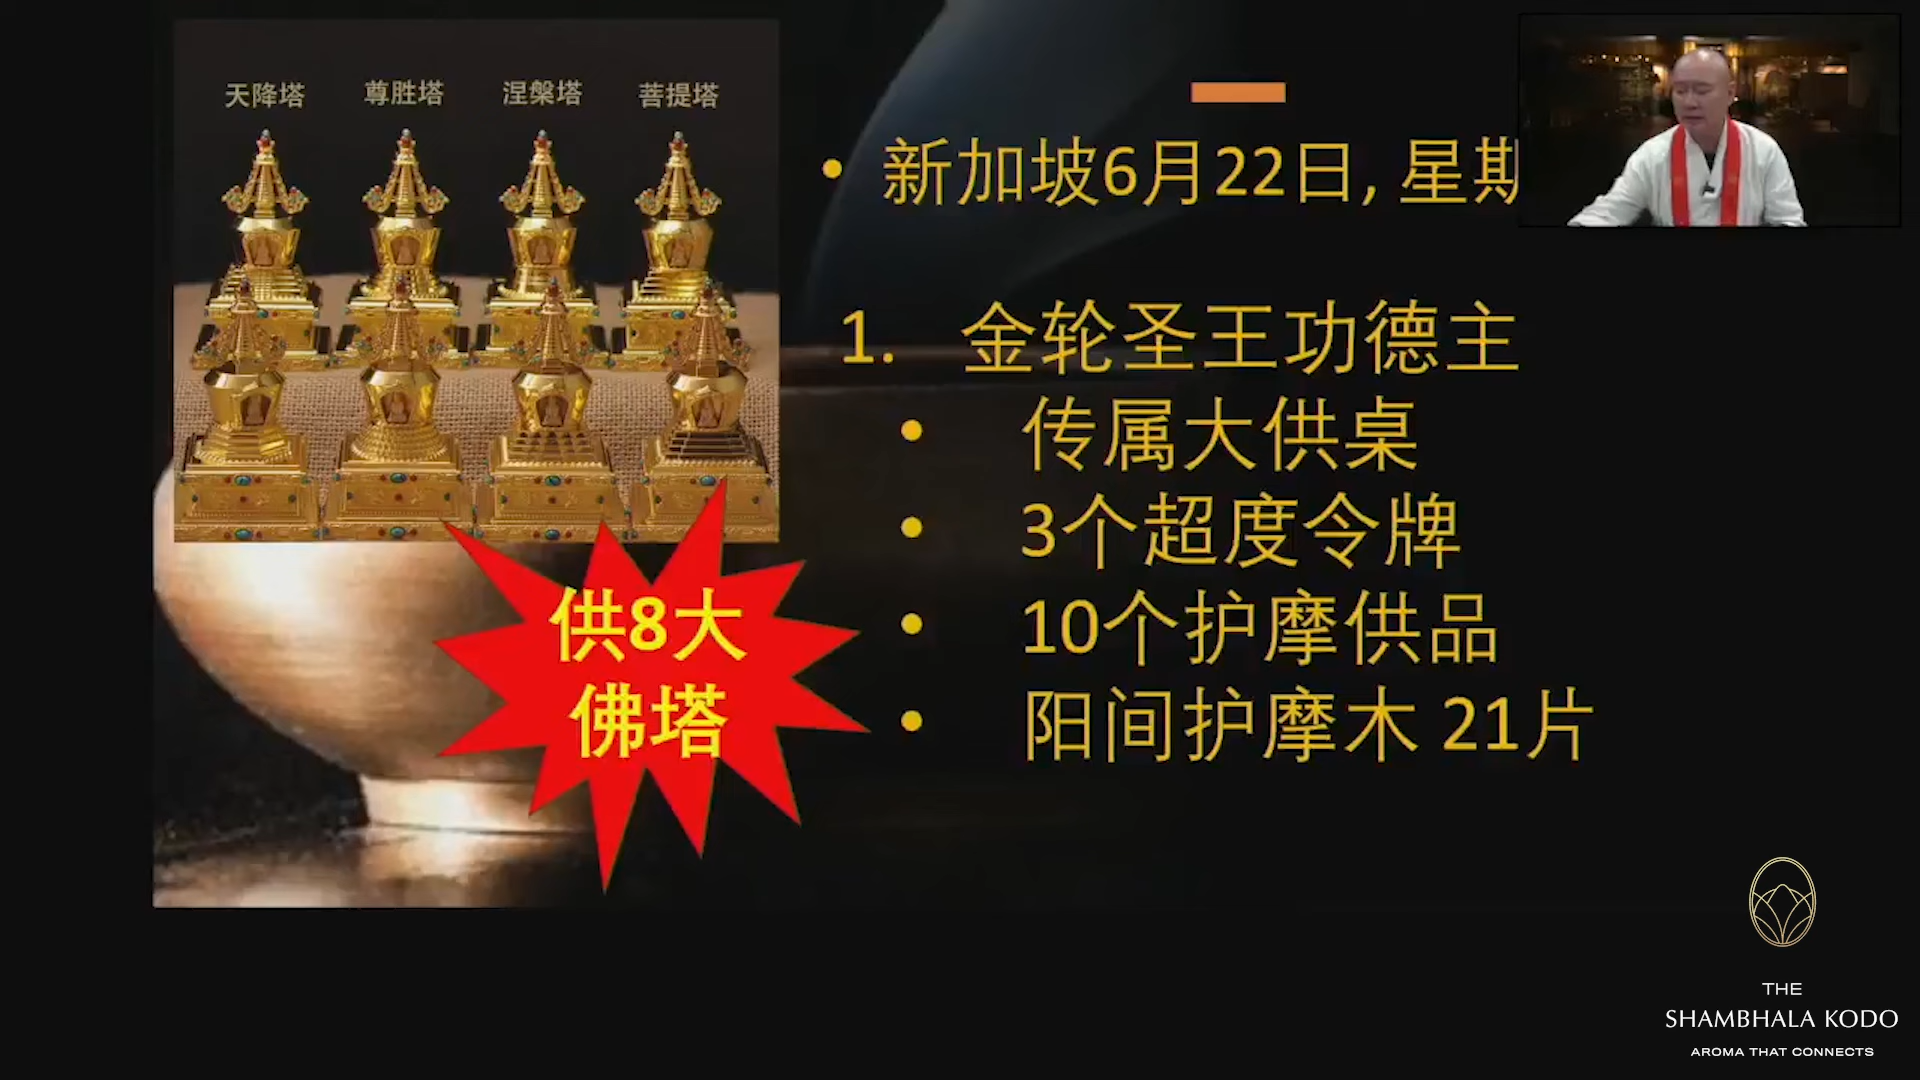 天降塔 尊胜塔 涅槃塔 菩提塔
新加坡6月22日, 星期
1. 金轮圣王功德主
传属大供桌
3个超度令牌
10个护摩供品
阳间护摩木 21片
供8大
佛塔
THE
SHAMBHALA KODO
AROMA THAT CONNECTS